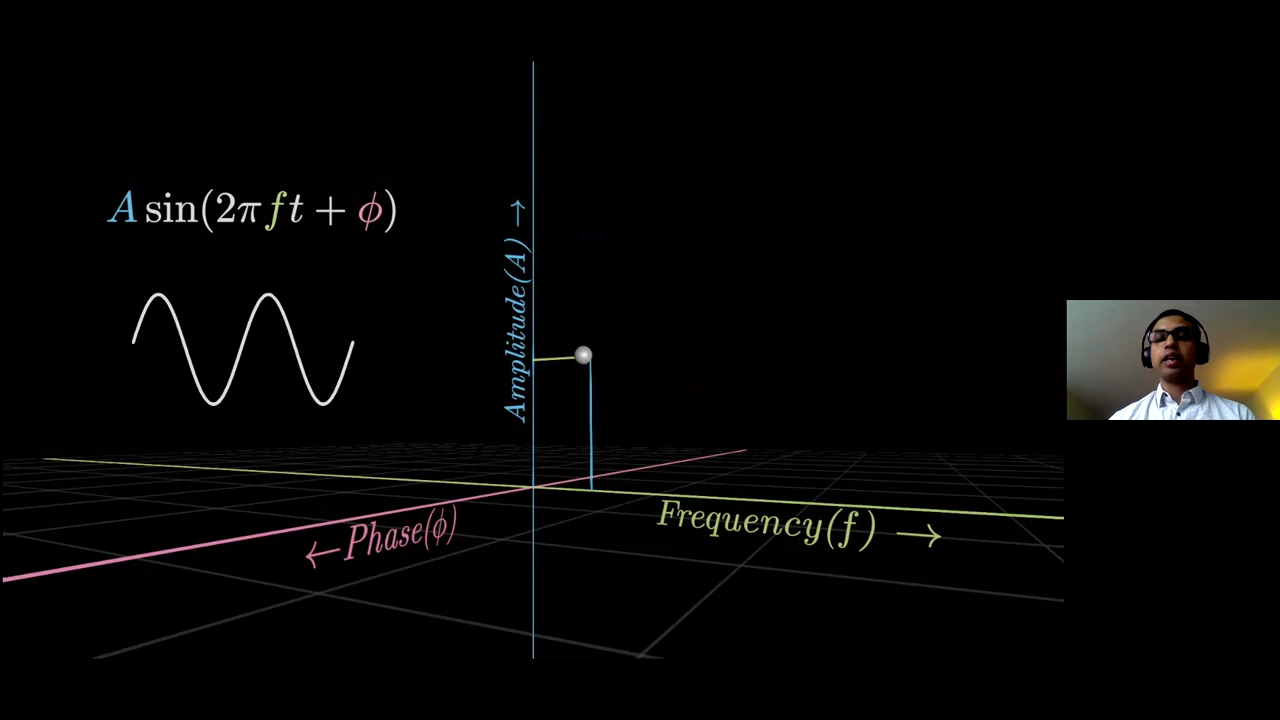 A sin(2πft + ϕ)
Amplitude(A) →
← Phase(ϕ)
Frequency(f) →